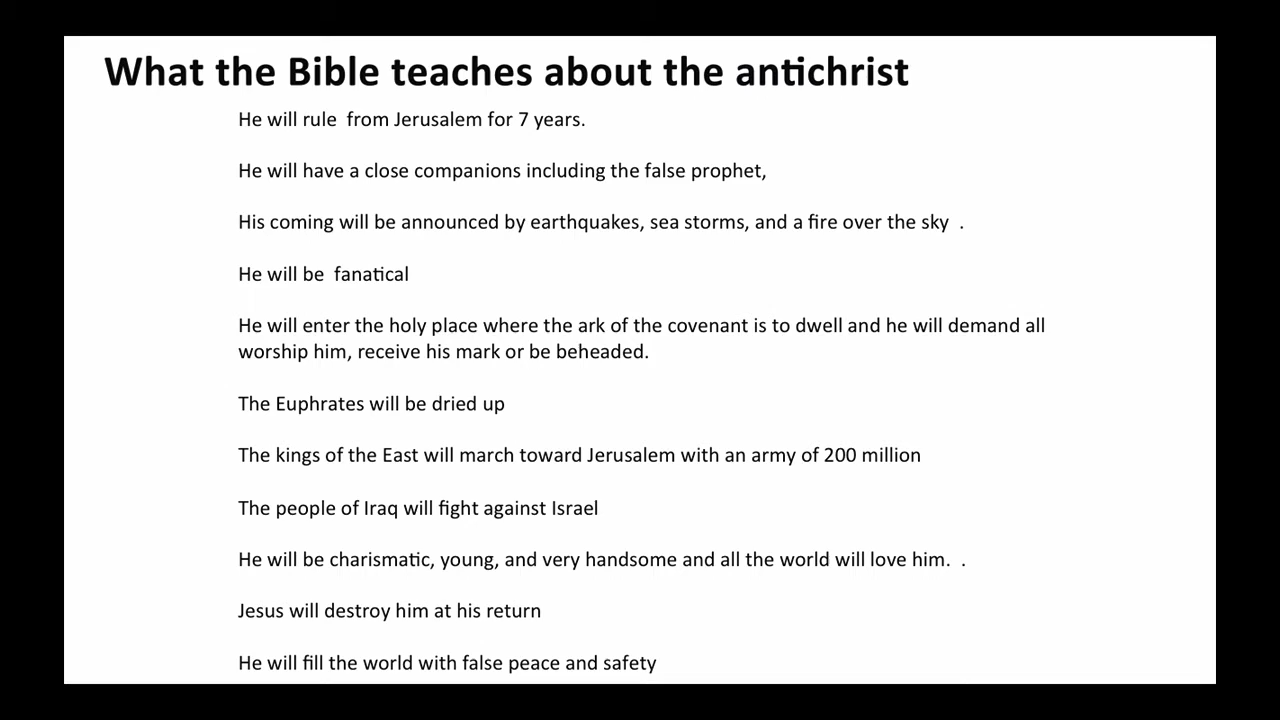 What the Bible teaches about the antichrist
He will rule  from Jerusalem for 7 years.
He will have a close companions including the false prophet,
His coming will be announced by earthquakes, sea storms, and a fire over the sky  .
He will be  fanatical
He will enter the holy place where the ark of the covenant is to dwell and he will demand all
worship him, receive his mark or be beheaded.
The Euphrates will be dried up
The kings of the East will march toward Jerusalem with an army of 200 million
The people of Iraq will fight against Israel
He will be charismatic, young, and very handsome and all the world will love him.  .
Jesus will destroy him at his return
He will fill the world with false peace and safety